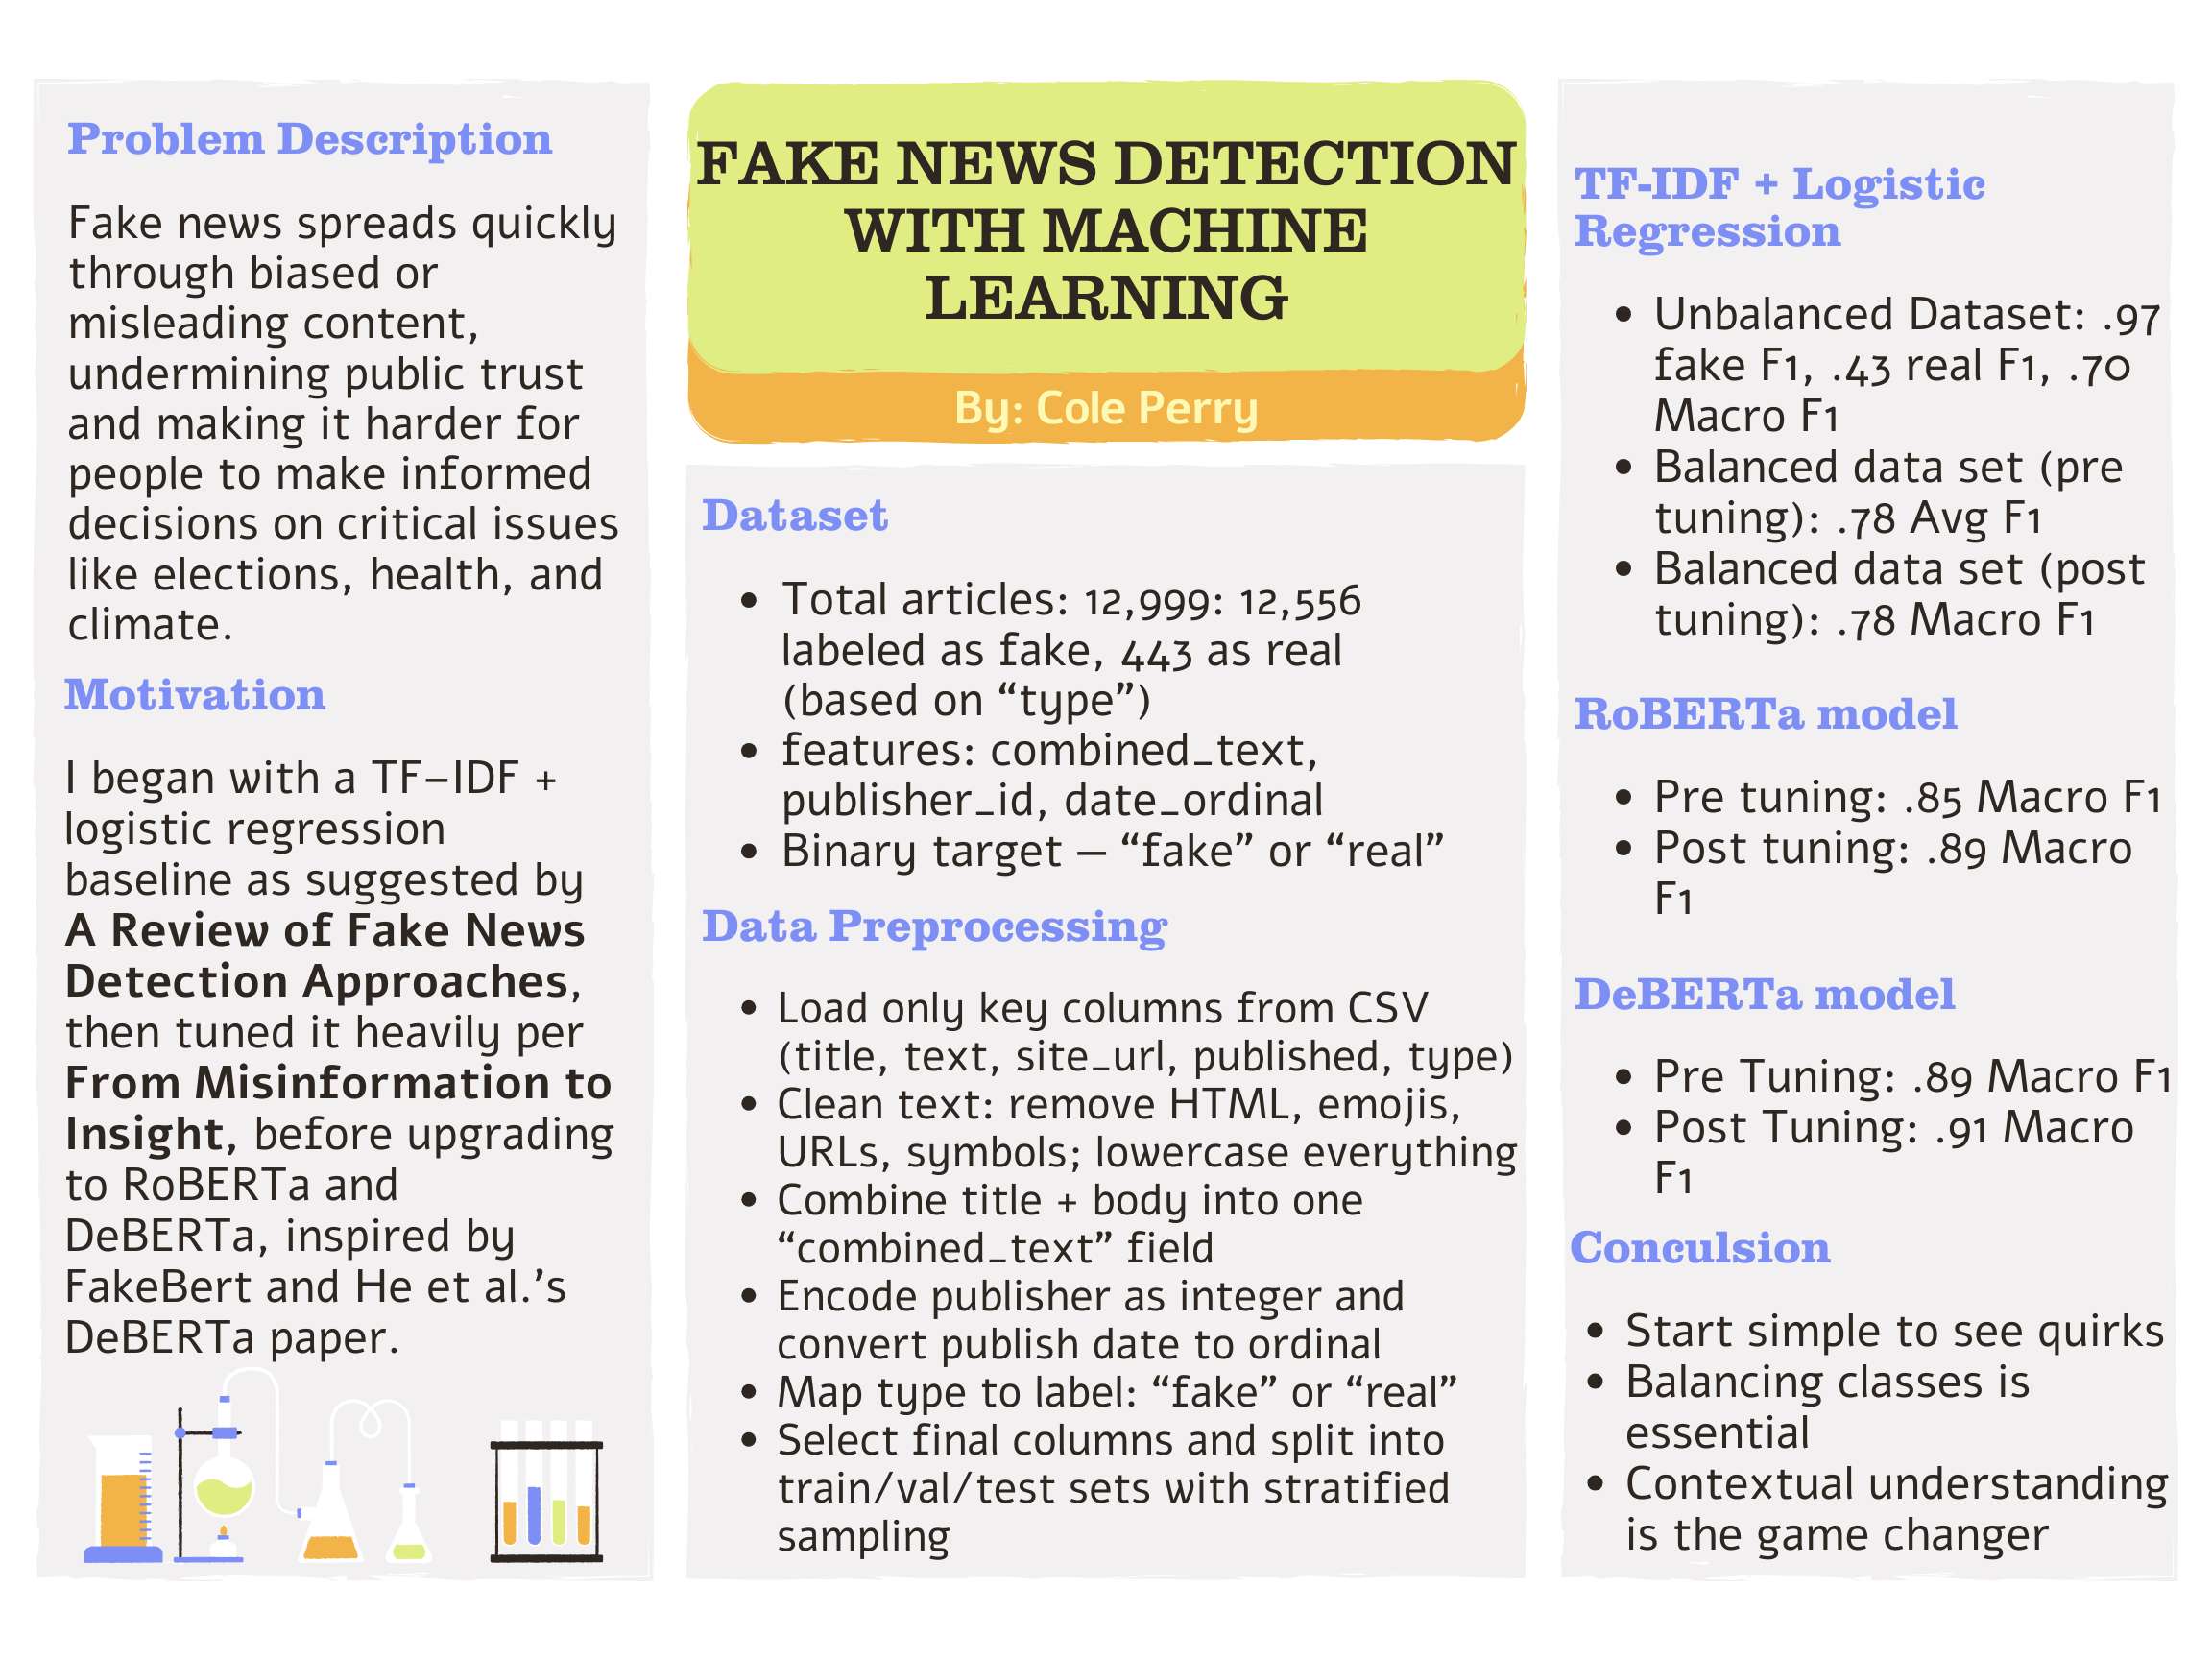 Problem Description
Fake news spreads quickly
through biased or
misleading content,
undermining public trust
and making it harder for
people to make informed
decisions on critical issues
like elections, health, and
climate.
Motivation
I began with a TF–IDF +
logistic regression
baseline as suggested by
A Review of Fake News
Detection Approaches,
then tuned it heavily per
From Misinformation to
Insight, before upgrading
to RoBERTa and
DeBERTa, inspired by
FakeBert and He et al.’s
DeBERTa paper.
FAKE NEWS DETECTION
WITH MACHINE
LEARNING
By: Cole Perry
Dataset
• Total articles: 12,999: 12,556
labeled as fake, 443 as real
(based on “type”)
• features: combined_text,
publisher_id, date_ordinal
• Binary target — “fake” or “real”
Data Preprocessing
• Load only key columns from CSV
(title, text, site_url, published, type)
• Clean text: remove HTML, emojis,
URLs, symbols; lowercase everything
• Combine title + body into one
“combined_text” field
• Encode publisher as integer and
convert publish date to ordinal
• Map type to label: “fake” or “real”
• Select final columns and split into
train/val/test sets with stratified
sampling
TF-IDF + Logistic
Regression
• Unbalanced Dataset: .97
fake F1, .43 real F1, .70
Macro F1
• Balanced data set (pre
tuning): .78 Avg F1
• Balanced data set (post
tuning): .78 Macro F1
RoBERTa model
• Pre tuning: .85 Macro F1
• Post tuning: .89 Macro
F1
DeBERTa model
• Pre Tuning: .89 Macro F1
• Post Tuning: .91 Macro
F1
Conculsion
• Start simple to see quirks
• Balancing classes is
essential
• Contextual understanding
is the game changer